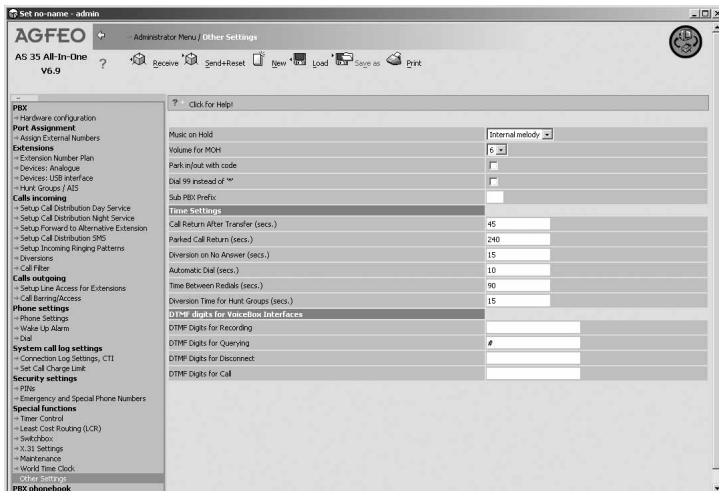 Set no-name - admin
AGFEO
Administrator Menu / Other Settings
AS 35 All-In-One
V6.9
?
Receive
Send+Reset
New
Load
Save as
Print
PBX
Hardware configuration
Port Assignment
Assign External Numbers
Extensions
Extension Number Plan
Devices: Analogue
Devices: USB interface
Hunt Groups / AIS
Calls incoming
Setup Call Distribution Day Service
Setup Call Distribution Night Service
Setup Forward to Alternative Extension
Setup Call Distribution SMS
Setup Incoming Ringing Patterns
Diversions
Call Filter
Calls outgoing
Setup Line Access for Extensions
Call Barring/Access
Phone settings
Phone Settings
Wake Up Alarm
Dial
System call log settings
Connection Log Settings, CTI
Set Call Charge Limit
Security settings
PINs
Emergency and Special Phone Numbers
Special functions
Timer Control
Least Cost Routing (LCR)
Switchbox
X.31 Settings
Maintenance
World Time Clock
Other Settings
PBX phonebook
? Click for Help!
Music on Hold Internal melody
Volume for MOH 6
Park in/out with code
Dial 99 instead of '*'
Sub PBX Prefix
Time Settings
Call Return After Transfer (secs.) 45
Parked Call Return (secs.) 240
Diversion on No Answer (secs.) 15
Automatic Dial (secs.) 10
Time Between Redials (secs.) 90
Diversion Time for Hunt Groups (secs.) 15
DTMF digits for VoiceBox Interfaces
DTMF Digits for Recording
DTMF Digits for Querying #
DTMF Digits for Disconnect
DTMF Digits for Call